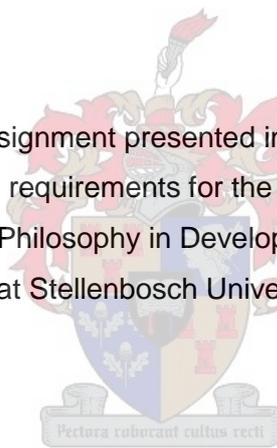 signment presented in
requirements for the
Philosophy in Develop
at Stellenbosch Unive
Pectora roborant cultus recti